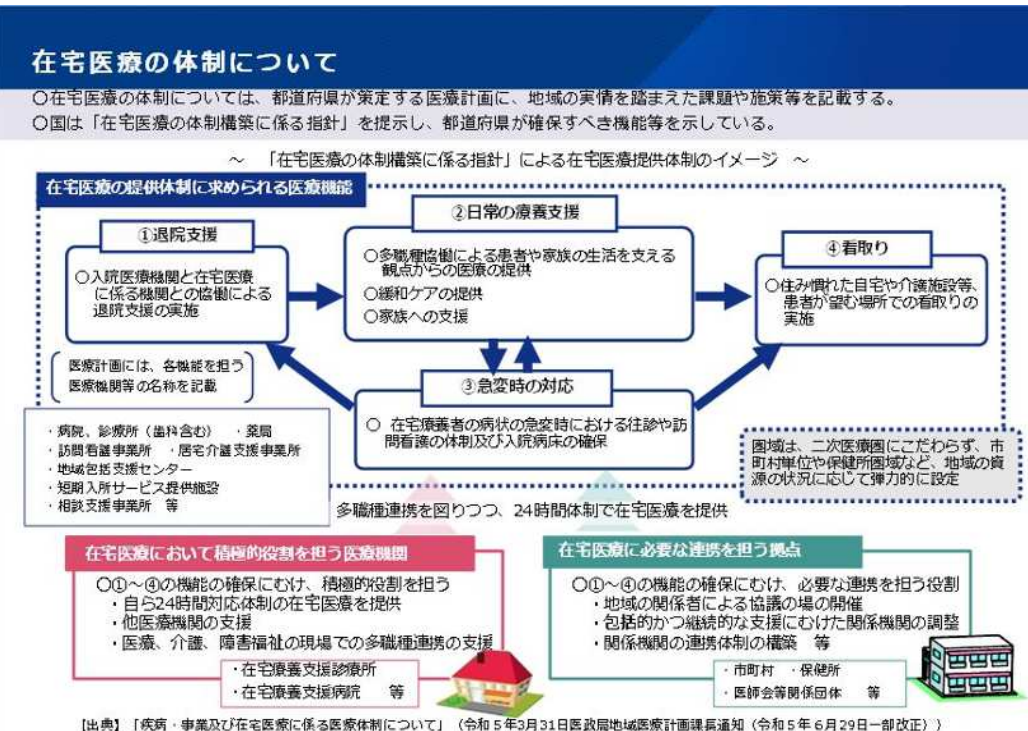 在宅医療の体制について
〇在宅医療の体制については、都道府県が策定する医療計画に、地域の実情を踏まえた課題や施策等を記載する。
〇国は「在宅医療の体制構築に係る指針」を提示し、都道府県が確保すべき機能等を示している。
～ 「在宅医療の体制構築に係る指針」による在宅医療提供体制のイメージ ～
在宅医療の提供体制に求められる医療機能
①退院支援
〇入院医療機関と在宅医療
に係る機関との協働による
退院支援の実施
②日常の療養支援
〇多職種協働による患者や家族の生活を支える
観点からの医療の提供
〇緩和ケアの提供
〇家族への支援
④看取り
〇住み慣れた自宅や介護施設等、
患者が望む場所での看取りの
実施
③急変時の対応
〇 在宅療養者の病状の急変時における往診や訪
問看護の体制及び入院病床の確保
医療計画には、各機能を担う
医療機関等の名称を記載
・病院、診療所（歯科含む） ・薬局
・訪問看護事業所 ・居宅介護支援事業所
・地域包括支援センター
・短期入所サービス提供施設
・相談支援事業所 等
圏域は、二次医療圏にこだわらず、市
町村単位や保健所圏域など、地域の資
源の状況に応じて弾力的に設定
多職種連携を図りつつ、24時間体制で在宅医療を提供
在宅医療において積極的役割を担う医療機関
〇①～④の機能の確保にむけ、積極的役割を担う
・自ら24時間対応体制の在宅医療を提供
・他医療機関の支援
・医療、介護、障害福祉の現場での多職種連携の支援
・在宅療養支援診療所
・在宅療養支援病院 等
在宅医療に必要な連携を担う拠点
〇①～④の機能の確保にむけ、必要な連携を担う役割
・地域の関係者による協議の場の開催
・包括的かつ継続的な支援にむけた関係機関の調整
・関係機関の連携体制の構築 等
・市町村 ・保健所
・医師会等関係団体 等
【出典】「疾病・事業及び在宅医療に係る医療体制について」（令和５年3月31日医政局地域医療計画課長通知（令和５年６月29日一部改正））